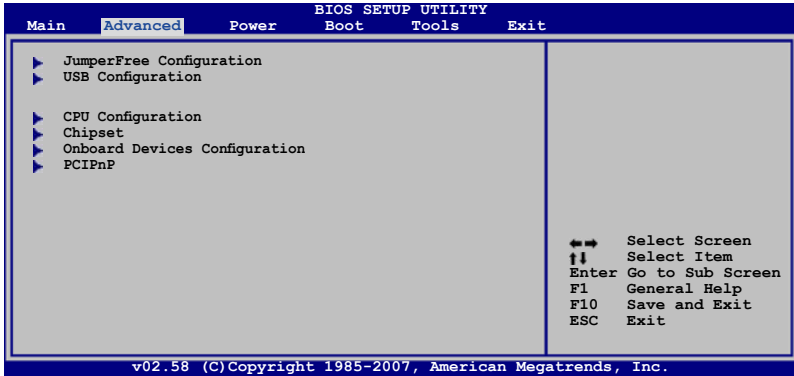 BIOS SETUP UTILITY
Main Advanced Power Boot Tools Exit
JumperFree Configuration
USB Configuration
CPU Configuration
Chipset
Onboard Devices Configuration
PCIPnP
←→ Select Screen
↑↓ Select Item
Enter Go to Sub Screen
F1 General Help
F10 Save and Exit
ESC Exit
v02.58 (C)Copyright 1985-2007, American Megatrends, Inc.